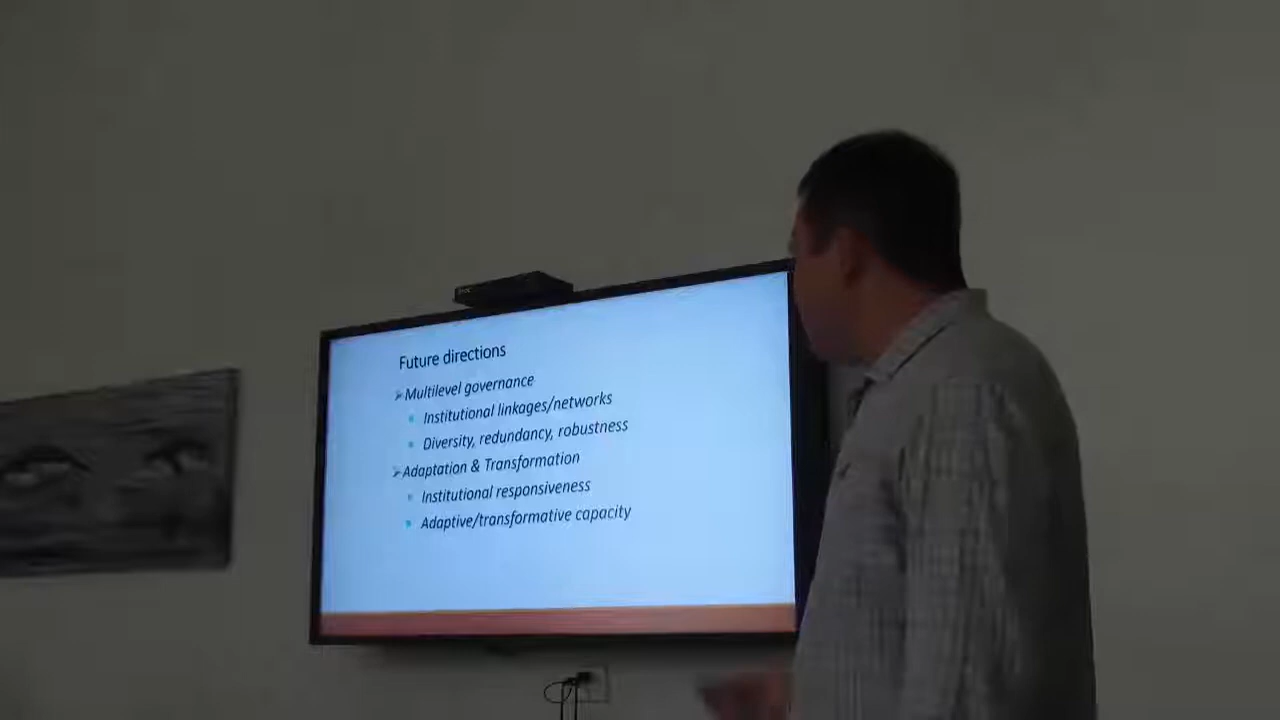 Future directions
Multilevel governance
Institutional linkages/networks
Diversity, redundancy, robustness
Adaptation & Transformation
Institutional responsiveness
Adaptive/transformative capacity